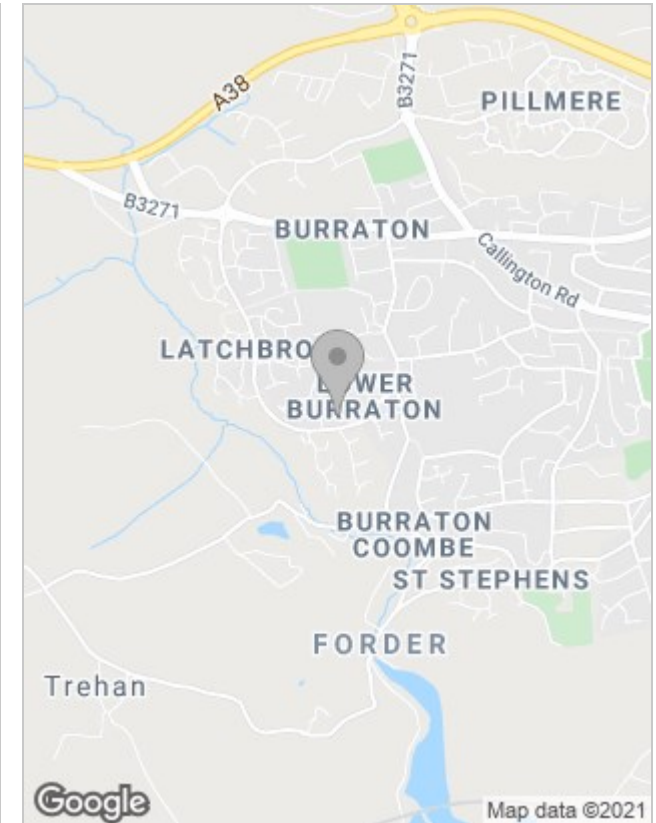 A38
B3271
PILLMERE
B3271
BURRATON
Callington Rd
LATCHBRO
WER
BURRATON
BURRATON
COOMBE
ST STEPHENS
FORDER
Trehan
Google
Map data ©2021